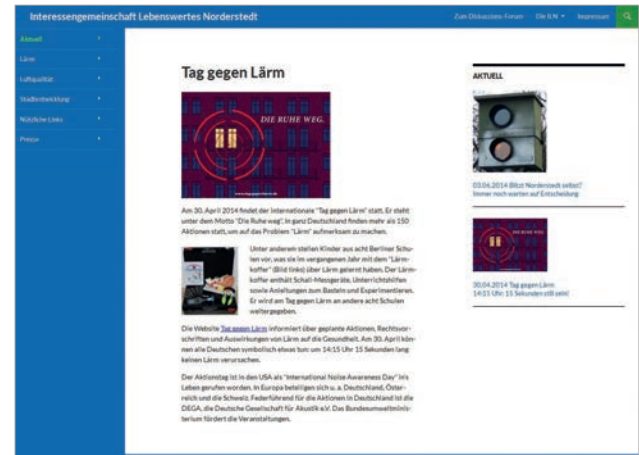 Interessengemeinschaft Lebenswertes Norderstedt
Zum Diskussions-Forum Die ILN Impressum
Aktuell
Lärm
Luftqualität
Stadtentwicklung
Nützliche Links
Presse
Tag gegen Lärm
DIE RUHE WEG.
www.tag-gegen-laerm.de
Am 30. April 2014 findet der internationale "Tag gegen Lärm" statt. Er steht
unter dem Motto "Die Ruhe weg". In ganz Deutschland finden mehr als 150
Aktionen statt, um auf das Problem "Lärm" aufmerksam zu machen.
Unter anderem stellen Kinder aus acht Berliner Schu-
len vor, was sie im vergangenen Jahr mit dem "Lärm-
koffer" (Bild links) über Lärm gelernt haben. Der Lärm-
koffer enthält Schall-Messgeräte, Unterrichtshilfen
sowie Anleitungen zum Basteln und Experimentieren.
Er wird am Tag gegen Lärm an andere acht Schulen
weitergegeben.
Die Website Tag gegen Lärm informiert über geplante Aktionen, Rechtsvor-
schriften und Auswirkungen von Lärm auf die Gesundheit. Am 30. April kön-
nen alle Deutschen symbolisch etwas tun: um 14:15 Uhr 15 Sekunden lang
keinen Lärm verursachen.
Der Aktionstag ist in den USA als "International Noise Awareness Day" ins
Leben gerufen worden. In Europa beteiligen sich u. a. Deutschland, Öster-
reich und die Schweiz. Federführend für die Aktionen in Deutschland ist die
DEGA, die Deutsche Gesellschaft für Akustik e.V. Das Bundesumweltminis-
terium fördert die Veranstaltungen.
AKTUELL
03.06.2014 Blitzt Norderstedt selbst?
Immer noch warten auf Entscheidung
DIE RUHE WEG.
30.04.2014 Tag gegen Lärm
14:15 Uhr: 15 Sekunden still sein!